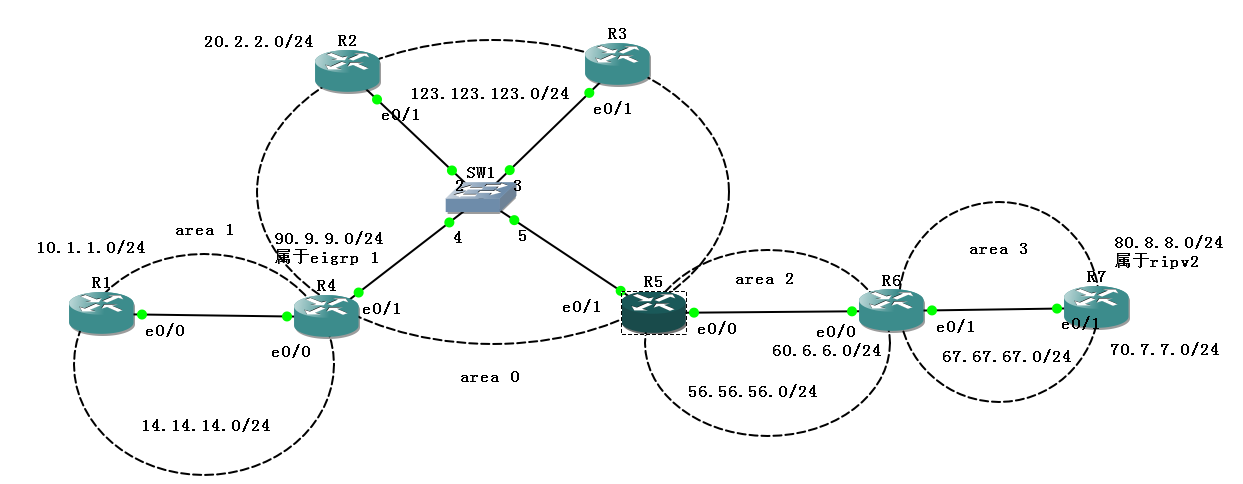 R2
R3
20.2.2.0/24
123.123.123.0/24
e0/1
e0/1
SW1
2
3
area 1
90.9.9.0/24
属于eigrp 1
4
5
10.1.1.0/24
area 3
80.8.8.0/24
属于ripv2
R1
R4
R5
area 2
R6
R7
e0/0
e0/1
e0/1
e0/0
e0/0
e0/1
e0/1
e0/0
60.6.6.0/24
67.67.67.0/24
70.7.7.0/24
area 0
56.56.56.0/24
14.14.14.0/24